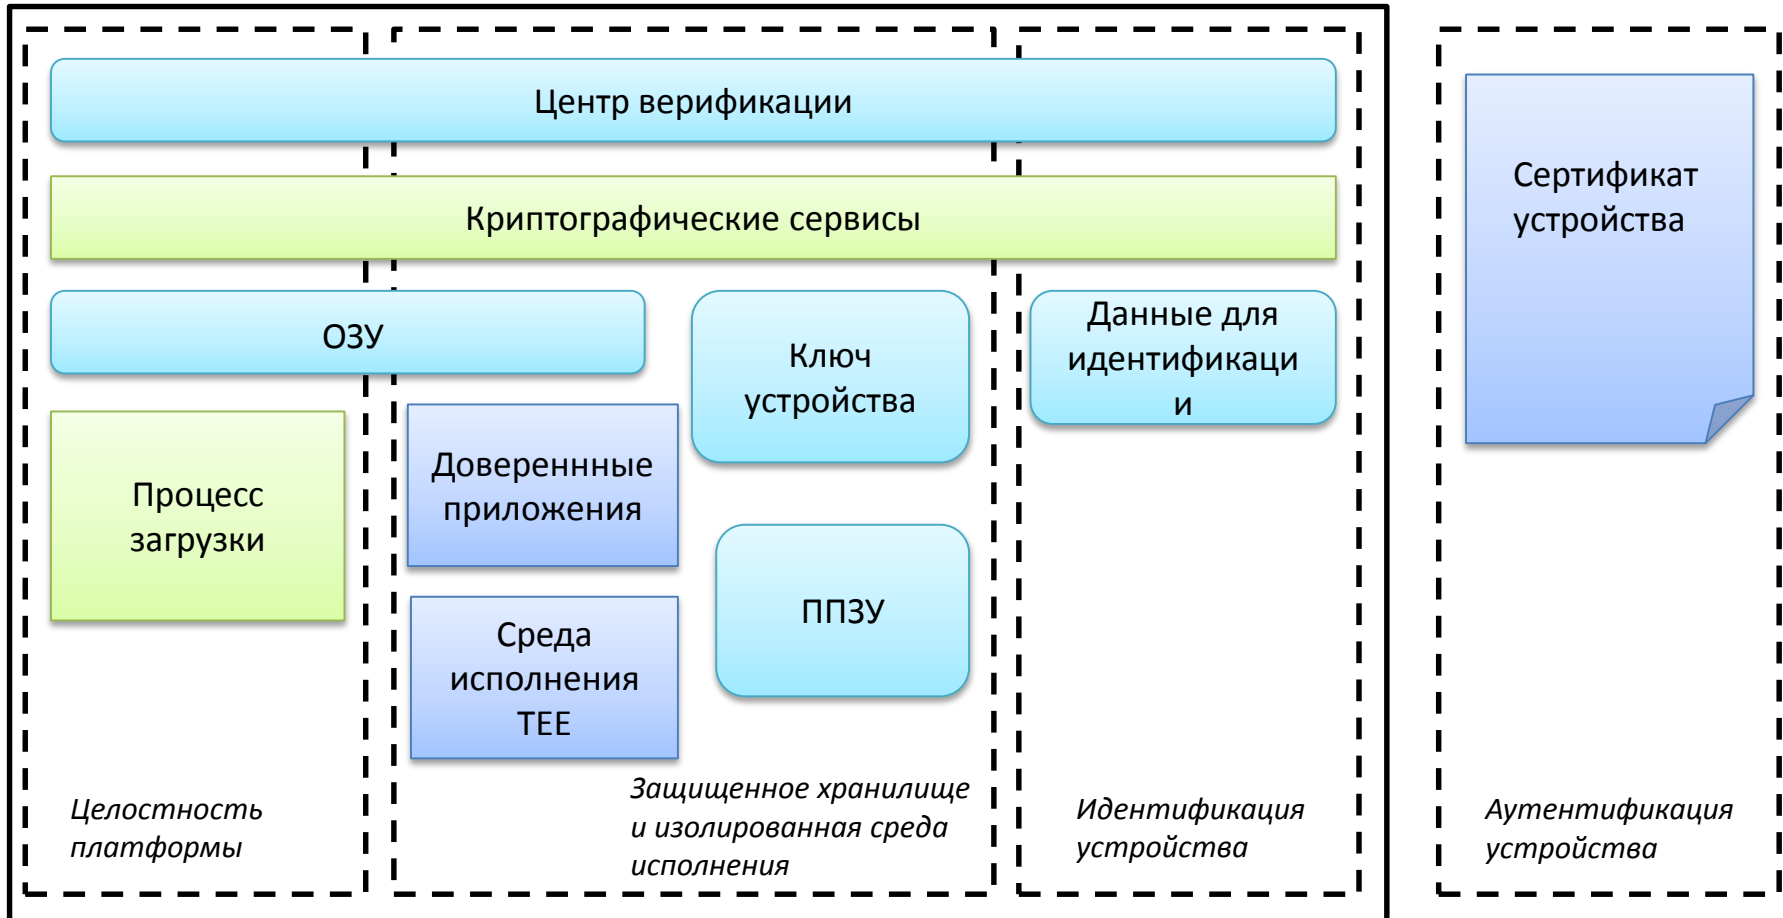 Центр верификации
Криптографические сервисы
ОЗУ
Процесс
загрузки
Доверенннные
приложения
Среда
исполнения
TEE
Ключ
устройства
ППЗУ
Данные для
идентификаци
и
Сертификат
устройства
Целостность
платформы
Защищенное хранилище
и изолированная среда
исполнения
Идентификация
устройства
Аутентификация
устройства